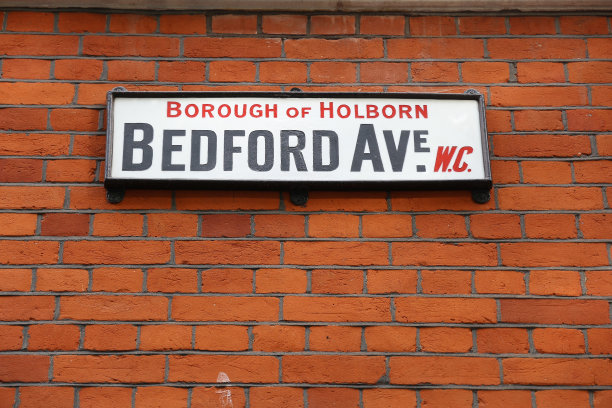 BOROUGH OF HOLBORN
BEDFORD AVE. W.C.